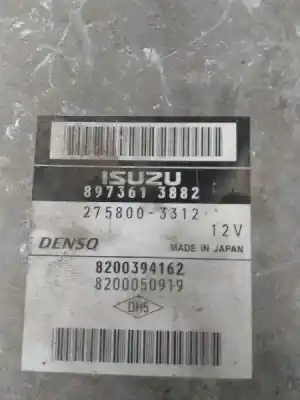 ISUZU
897361 3882
275800-3312
12V
DENSO
MADE IN JAPAN
8200394162
8200050919
DH5